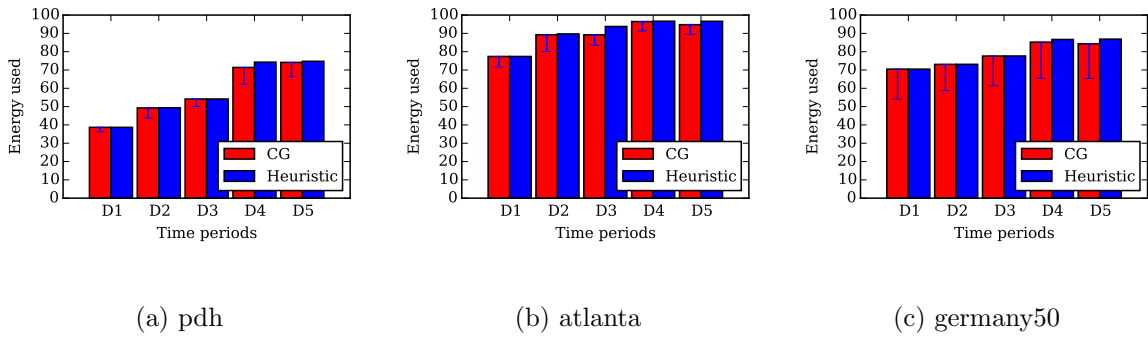 100
90
80
70
60
50
40
30
20
10
0
Energy used
D1 D2 D3 D4 D5
Time periods
CG
Heuristic
(a) pdh
100
90
80
70
60
50
40
30
20
10
0
Energy used
D1 D2 D3 D4 D5
Time periods
CG
Heuristic
(b) atlanta
100
90
80
70
60
50
40
30
20
10
0
Energy used
D1 D2 D3 D4 D5
Time periods
CG
Heuristic
(c) germany50